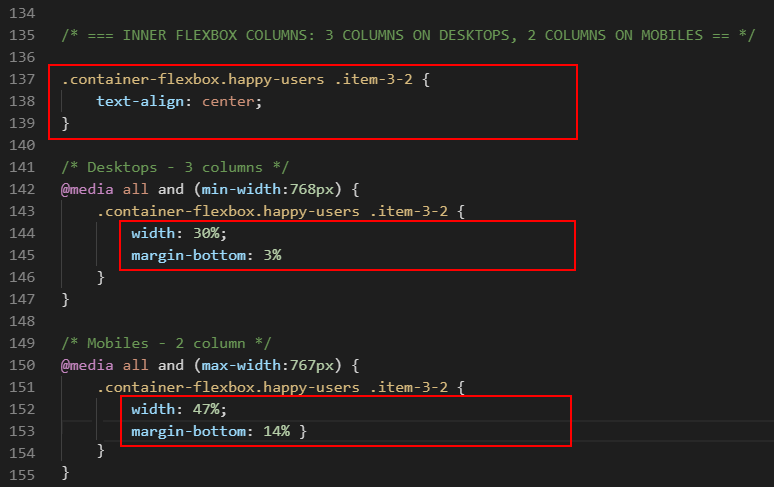 134
135 /* === INNER FLEXBOX COLUMNS: 3 COLUMNS ON DESKTOPS, 2 COLUMNS ON MOBILES == */
136
137 .container-flexbox.happy-users .item-3-2 {
138     text-align: center;
139 }
140
141 /* Desktops - 3 columns */
142 @media all and (min-width:768px) {
143     .container-flexbox.happy-users .item-3-2 {
144         width: 30%;
145         margin-bottom: 3%
146     }
147 }
148
149 /* Mobiles - 2 column */
150 @media all and (max-width:767px) {
151     .container-flexbox.happy-users .item-3-2 {
152         width: 47%;
153         margin-bottom: 14% }
154     }
155 }